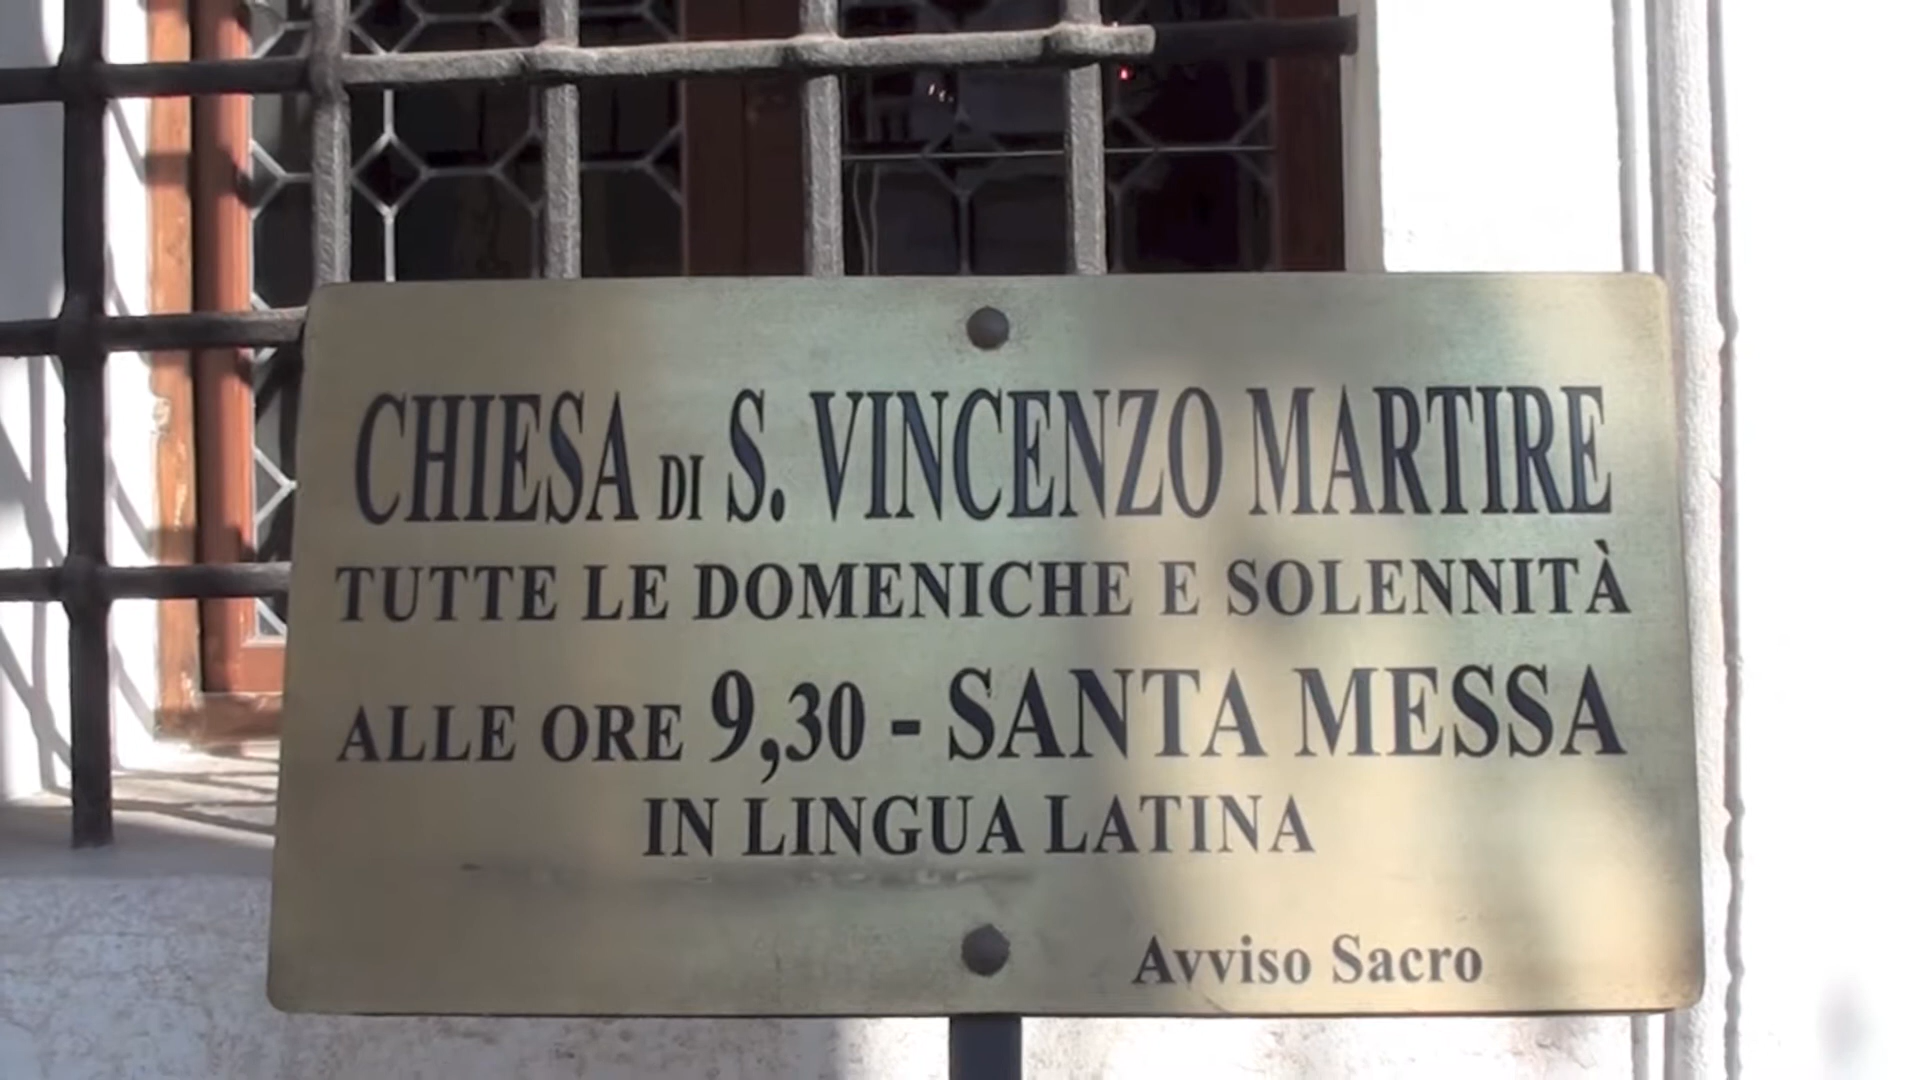 CHIESA DI S. VINCENZO MARTIRE
TUTTE LE DOMENICHE E SOLENNITÀ
ALLE ORE 9,30 - SANTA MESSA
IN LINGUA LATINA
Avviso Sacro